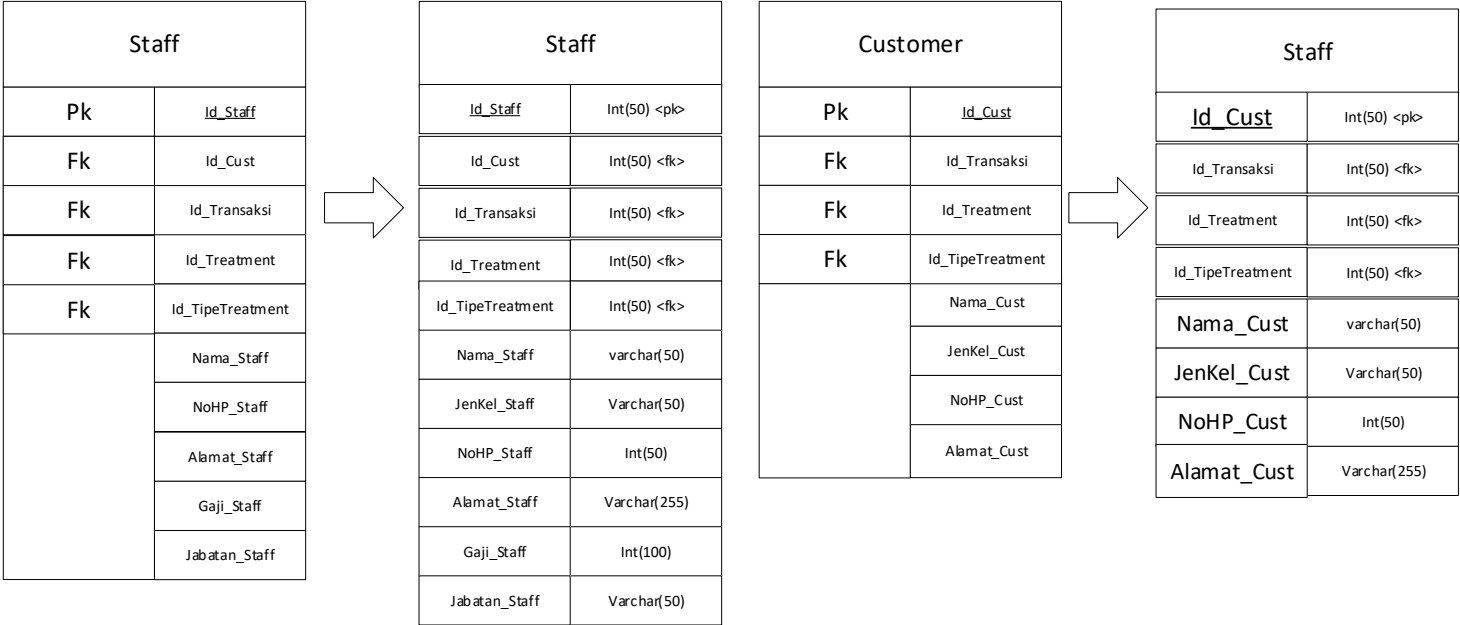 Staff
Pk Id_Staff
Fk Id_Cust
Fk Id_Transaksi
Fk Id_Treatment
Fk Id_TipeTreatment
Nama_Staff
NoHP_Staff
Alamat_Staff
Gaji_Staff
Jabatan_Staff
Staff
Id_Staff Int(50) <pk>
Id_Cust Int(50) <fk>
Id_Transaksi Int(50) <fk>
Id_Treatment Int(50) <fk>
Id_TipeTreatment Int(50) <fk>
Nama_Staff varchar(50)
JenKel_Staff Varchar(50)
NoHP_Staff Int(50)
Alamat_Staff Varchar(255)
Gaji_Staff Int(100)
Jabatan_Staff Varchar(50)
Customer
Pk Id_Cust
Fk Id_Transaksi
Fk Id_Treatment
Fk Id_TipeTreatment
Nama_Cust
JenKel_Cust
NoHP_Cust
Alamat_Cust
Staff
Id_Cust Int(50) <pk>
Id_Transaksi Int(50) <fk>
Id_Treatment Int(50) <fk>
Id_TipeTreatment Int(50) <fk>
Nama_Cust varchar(50)
JenKel_Cust Varchar(50)
NoHP_Cust Int(50)
Alamat_Cust Varchar(255)